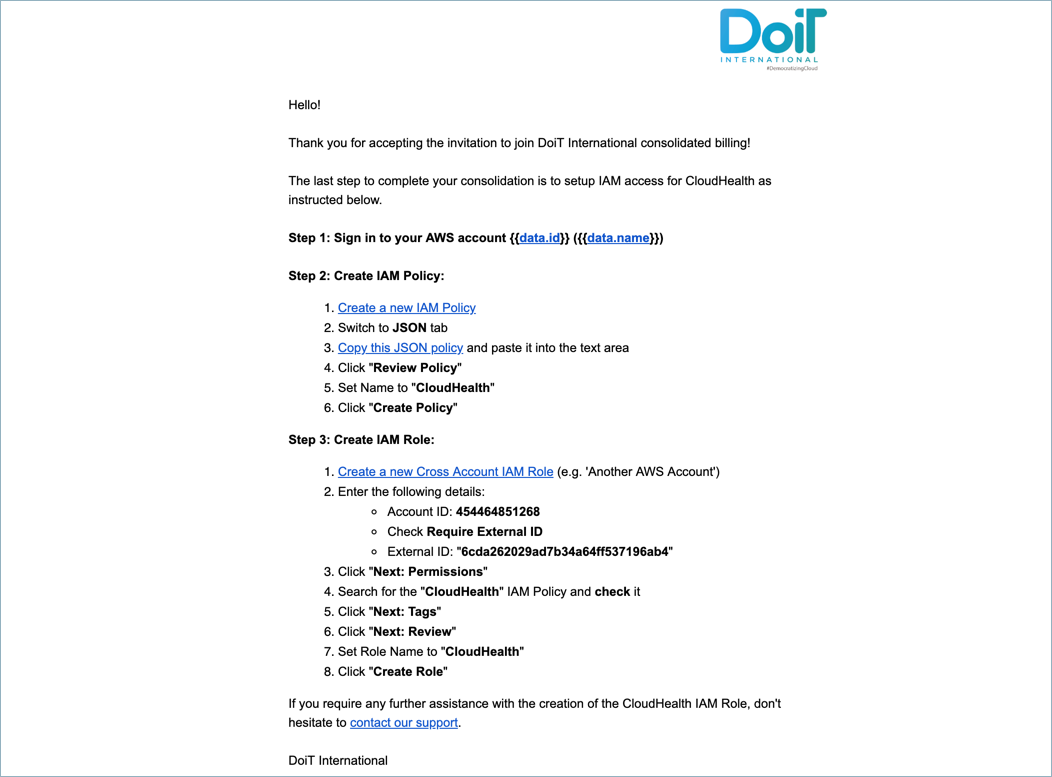 DoiT
INTERNATIONAL
#DemocratizingCloud
Hello!
Thank you for accepting the invitation to join DoiT International consolidated billing!
The last step to complete your consolidation is to setup IAM access for CloudHealth as
instructed below.
Step 1: Sign in to your AWS account {{data.id}} ({{data.name}})
Step 2: Create IAM Policy:
1. Create a new IAM Policy
2. Switch to JSON tab
3. Copy this JSON policy and paste it into the text area
4. Click "Review Policy"
5. Set Name to "CloudHealth"
6. Click "Create Policy"
Step 3: Create IAM Role:
1. Create a new Cross Account IAM Role (e.g. 'Another AWS Account')
2. Enter the following details:
Account ID: 454464851268
Check Require External ID
External ID: "6cda262029ad7b34a64ff537196ab4"
3. Click "Next: Permissions"
4. Search for the "CloudHealth" IAM Policy and check it
5. Click "Next: Tags"
6. Click "Next: Review"
7. Set Role Name to "CloudHealth"
8. Click "Create Role"
If you require any further assistance with the creation of the CloudHealth IAM Role, don't
hesitate to contact our support.
DoiT International